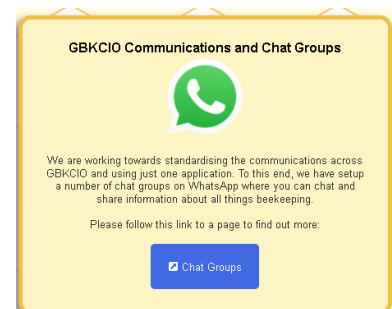 GBKCIO Communications and Chat Groups
We are working towards standardising the communications across
GBKCIO and using just one application. To this end, we have setup
a number of chat groups on WhatsApp where you can chat and
share information about all things beekeeping.
Please follow this link to a page to find out more:
Chat Groups